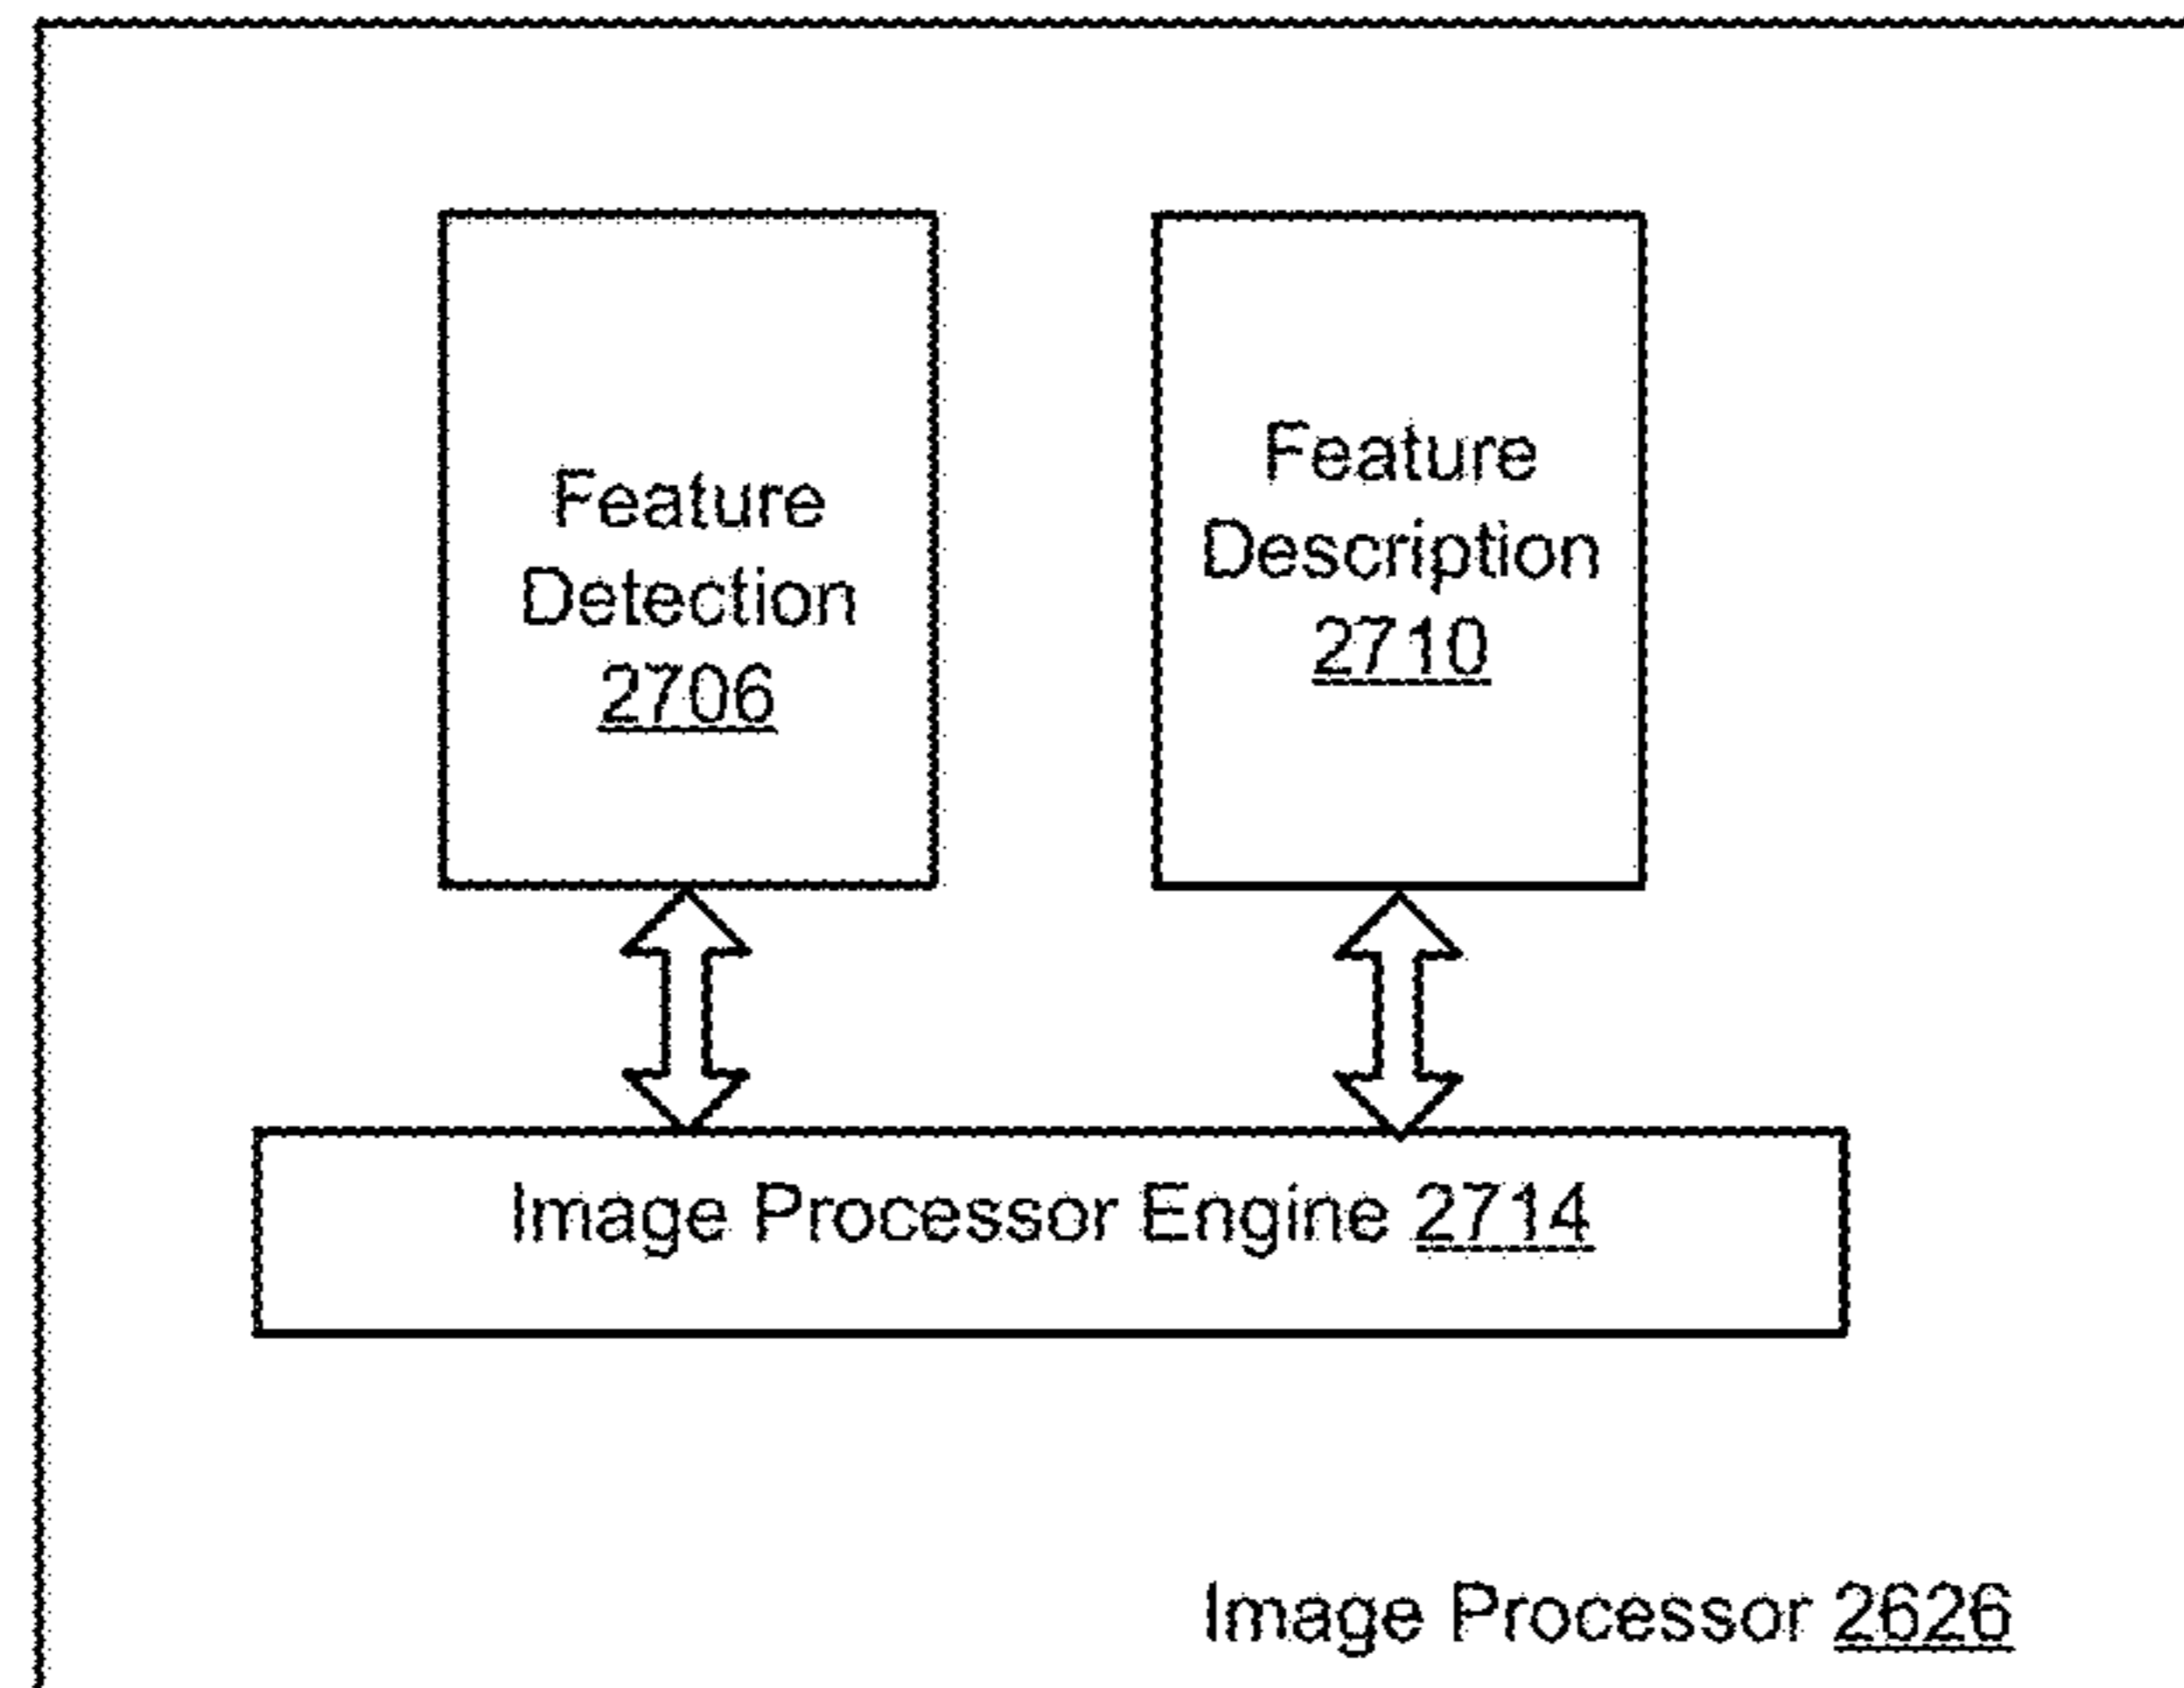 Feature
Detection
2706
Feature
Description
2710
Image Processor Engine 2714
Image Processor 2626